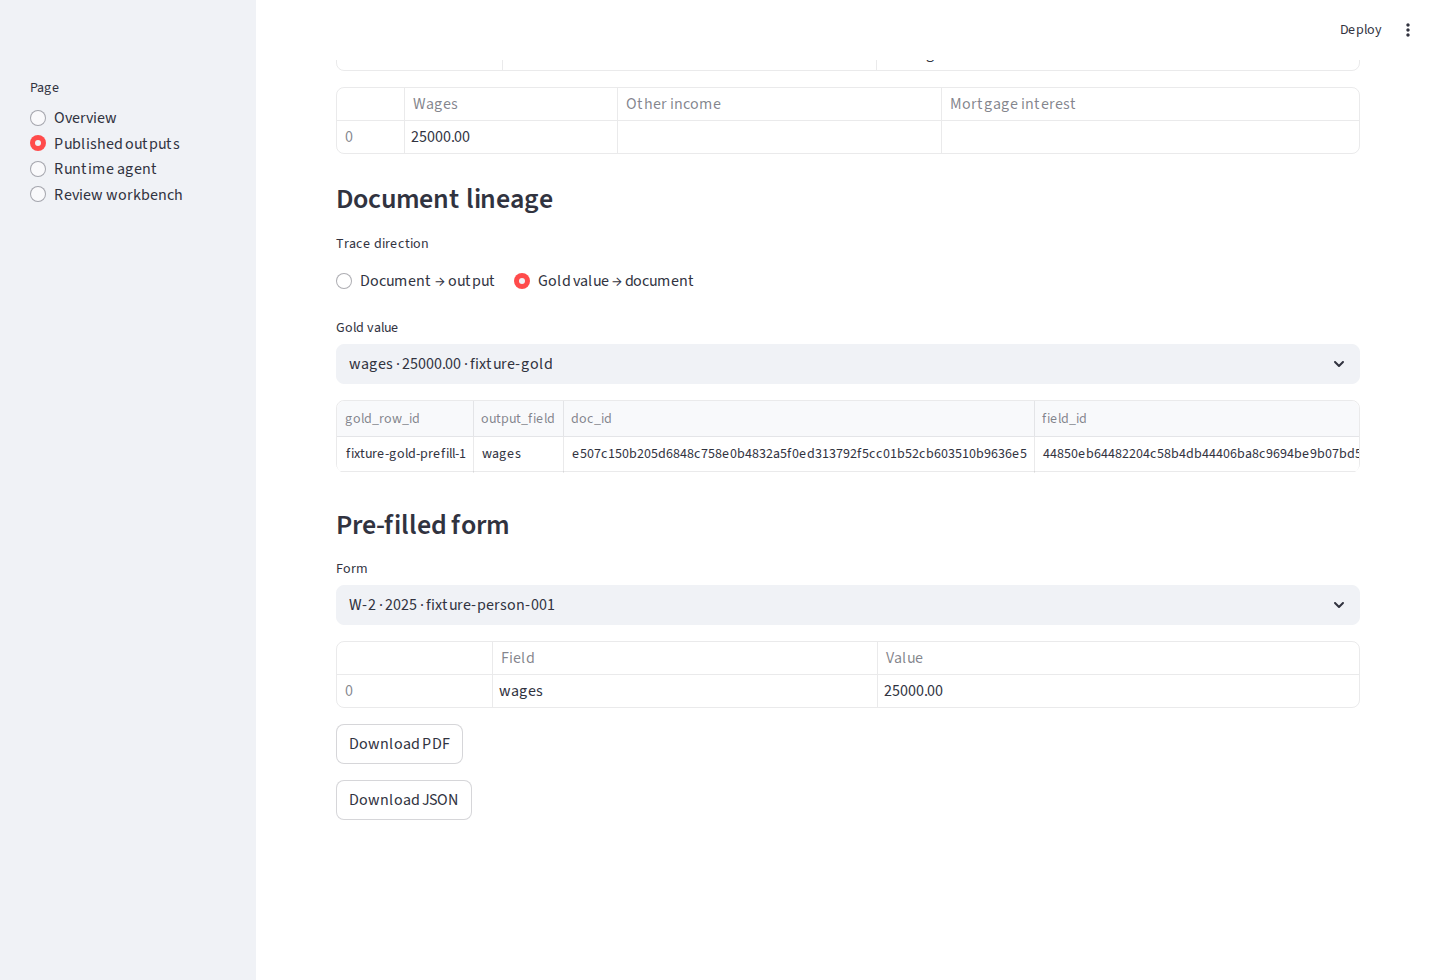 Deploy
Page
Overview
Published outputs
Runtime agent
Review workbench
Wages Other income Mortgage interest
0 25000.00
Document lineage
Trace direction
Document → output Gold value → document
Gold value
wages · 25000.00 · fixture-gold
gold_row_id output_field doc_id field_id
fixture-gold-prefill-1 wages e507c150b205d6848c758e0b4832a5f0ed313792f5cc01b52cb603510b9636e5 44850eb64482204c58b4db44406ba8c9694be9b07bd5
Pre-filled form
Form
W-2 · 2025 · fixture-person-001
Field Value
0 wages 25000.00
Download PDF
Download JSON